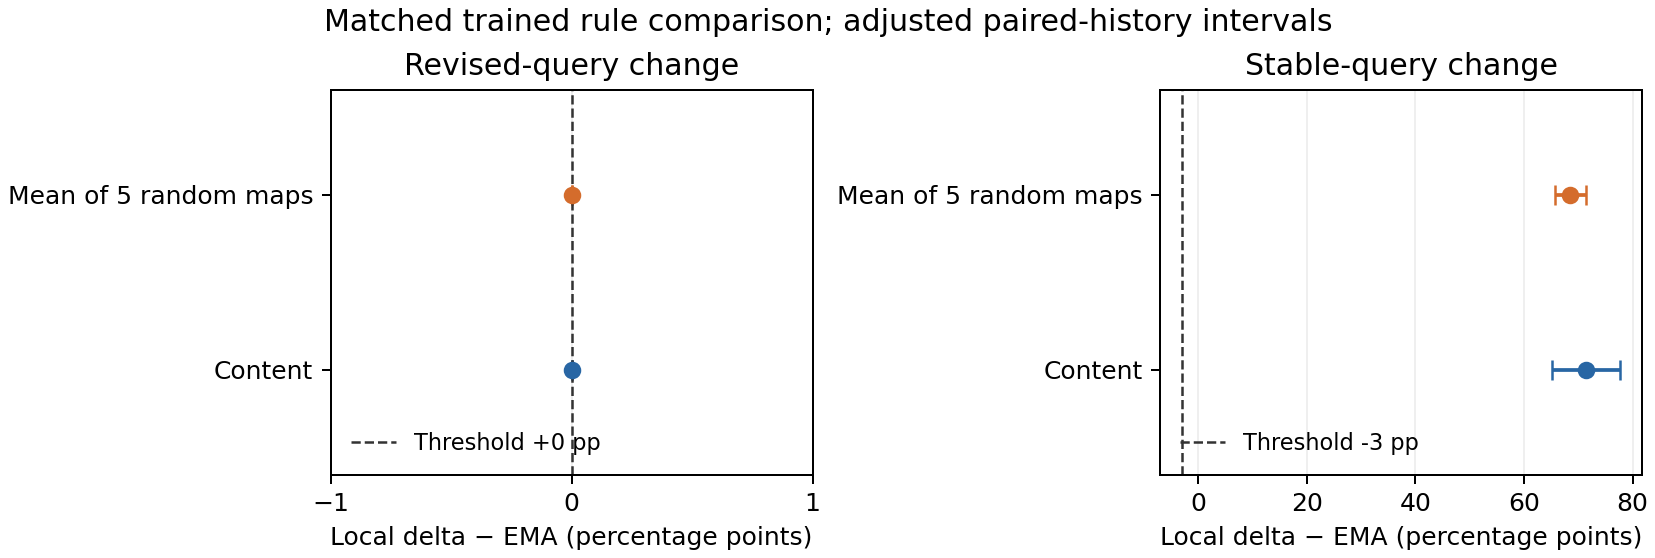 Matched trained rule comparison; adjusted paired-history intervals
Revised-query change
Mean of 5 random maps
Content
Threshold +0 pp
−1 0 1
Local delta − EMA (percentage points)
Stable-query change
Mean of 5 random maps
Content
Threshold -3 pp
0 20 40 60 80
Local delta − EMA (percentage points)